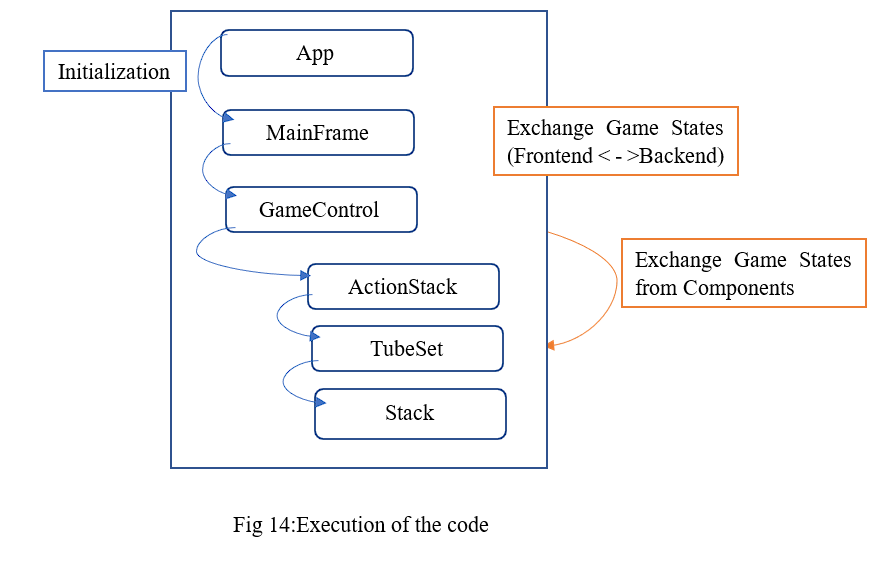 App
Initialization
MainFrame
Exchange Game States
(Frontend < - >Backend)
GameControl
Exchange Game States
from Components
ActionStack
TubeSet
Stack
Fig 14:Execution of the code